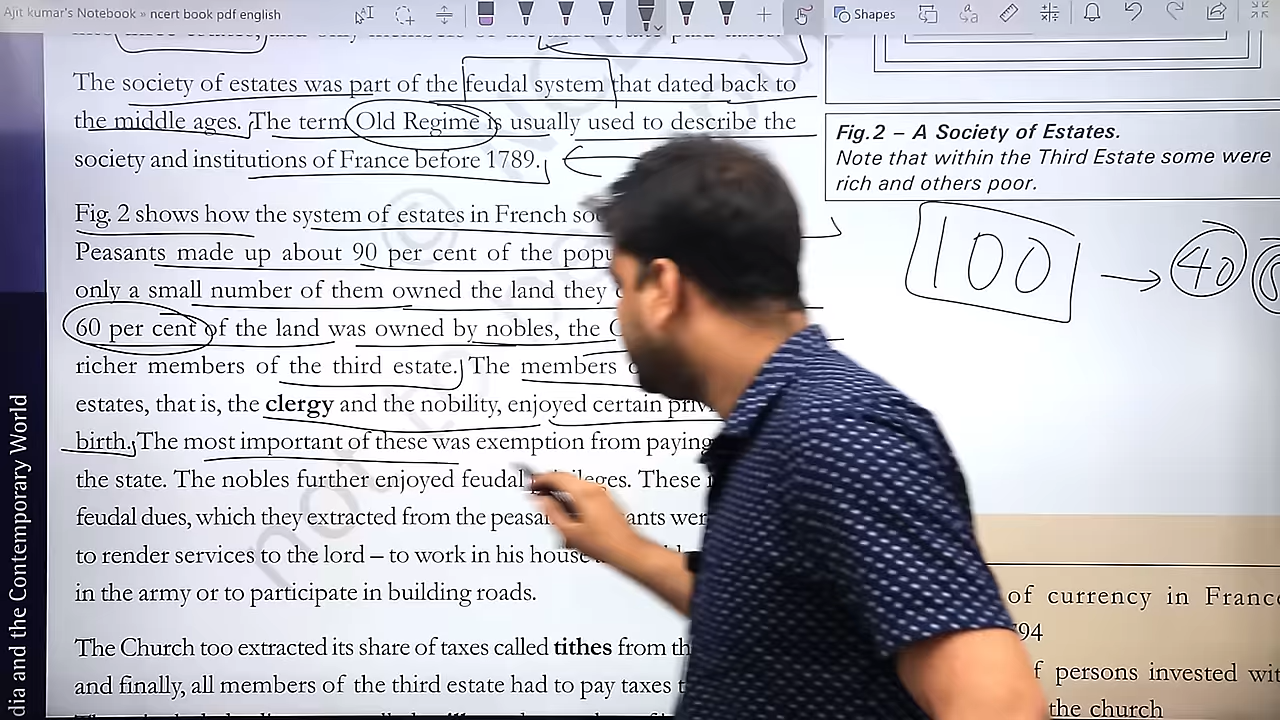 Ajit kumar's Notebook » ncert book pdf english
Shapes
The society of estates was part of the feudal system that dated back to
the middle ages. The term Old Regime is usually used to describe the
society and institutions of France before 1789.
Fig. 2 shows how the system of estates in French
Peasants made up about 90 per cent of the
only a small number of them owned the land they
60 per cent of the land was owned by nobles, the
richer members of the third estate. The members
estates, that is, the clergy and the nobility, enjoyed certain
birth. The most important of these was exemption from paying
the state. The nobles further enjoyed feudal privileges. These
feudal dues, which they extracted from the
to render services to the lord – to work in his house
in the army or to participate in building roads.
The Church too extracted its share of taxes called tithes from
and finally, all members of the third estate had to pay taxes
Fig.2 – A Society of Estates.
Note that within the Third Estate some were
rich and others poor.
100 → 40
of currency in
persons invested
the church
dia and the Contemporary World